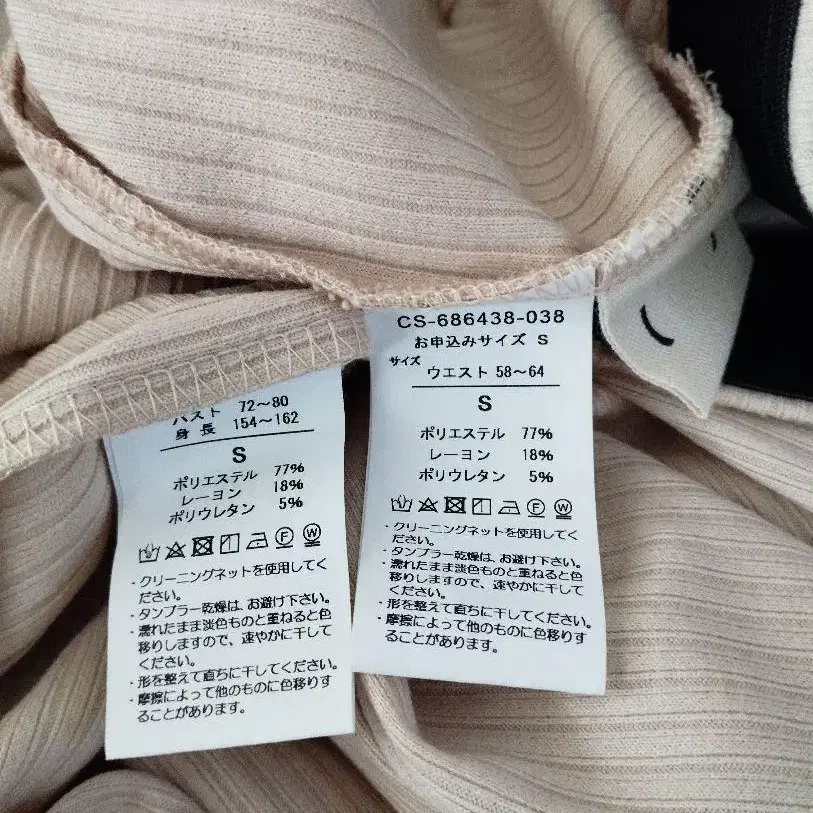 バスト 72～80
身長 154～162
S
ポリエステル 77%
レーヨン 18%
ポリウレタン 5%
・クリーニングネットを使用してく
ださい。
・タンブラー乾燥は、お避け下さい。
・濡れたまま淡色ものと重ねると色
移りしますので、速やかに干して
ください。
・形を整えて直ちに干してください。
・摩擦によって他のものに色移りす
ることがあります。
CS-686438-038
お申込みサイズ S
サイズ
ウエスト 58～64
S
ポリエステル 77%
レーヨン 18%
ポリウレタン 5%
・クリーニングネットを使用してく
ださい。
・タンブラー乾燥は、お避け下さい。
・濡れたまま淡色ものと重ねると色
移りしますので、速やかに干して
ください。
・形を整えて直ちに干してください。
・摩擦によって他のものに色移りす
ることがあります。